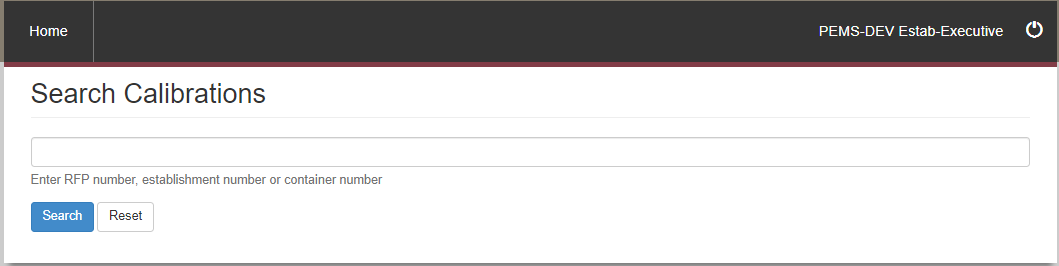 Home
PEMS-DEV Estab-Executive
Search Calibrations
Enter RFP number, establishment number or container number
Search Reset